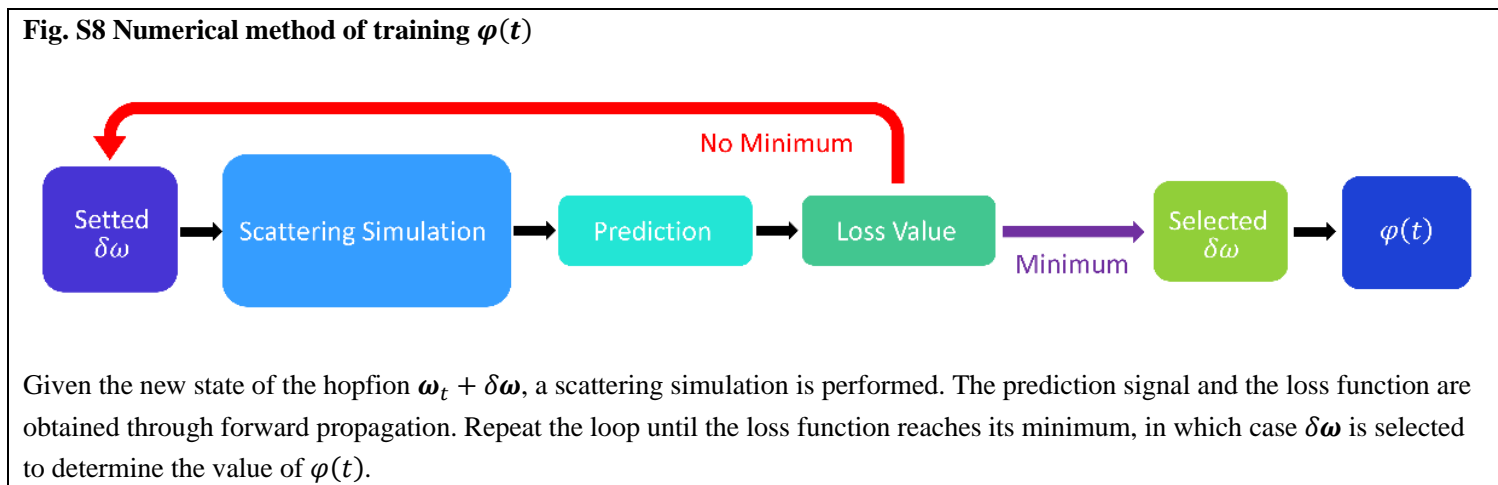 Fig. S8 Numerical method of training φ(t)
No Minimum
Setted
δω
Scattering Simulation
Prediction
Loss Value
Minimum
Selected
δω
φ(t)
Given the new state of the hopfion ωₜ + δω, a scattering simulation is performed. The prediction signal and the loss function are
obtained through forward propagation. Repeat the loop until the loss function reaches its minimum, in which case δω is selected
to determine the value of φ(t).